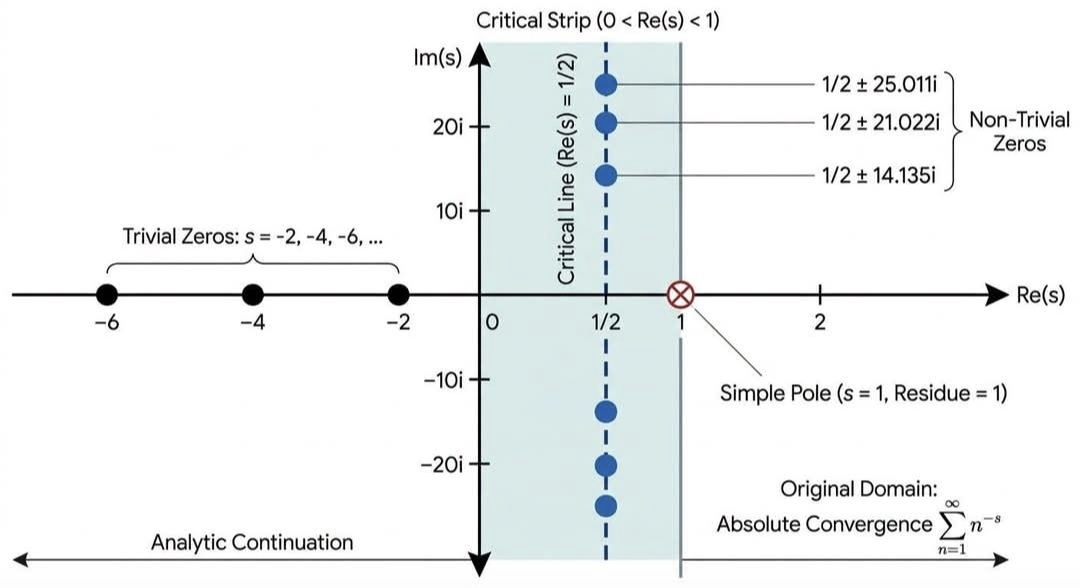 Critical Strip (0 < Re(s) < 1)
Im(s)
Critical Line (Re(s) = 1/2)
1/2 ± 25.011i
1/2 ± 21.022i
1/2 ± 14.135i
Non-Trivial
Zeros
20i
10i
Trivial Zeros: s = -2, -4, -6, ...
Re(s)
−6
−4
−2
0
1/2
1
2
−10i
−20i
Simple Pole (s = 1, Residue = 1)
Original Domain:
Absolute Convergence ∑_{n=1}^{∞} n^{−s}
Analytic Continuation